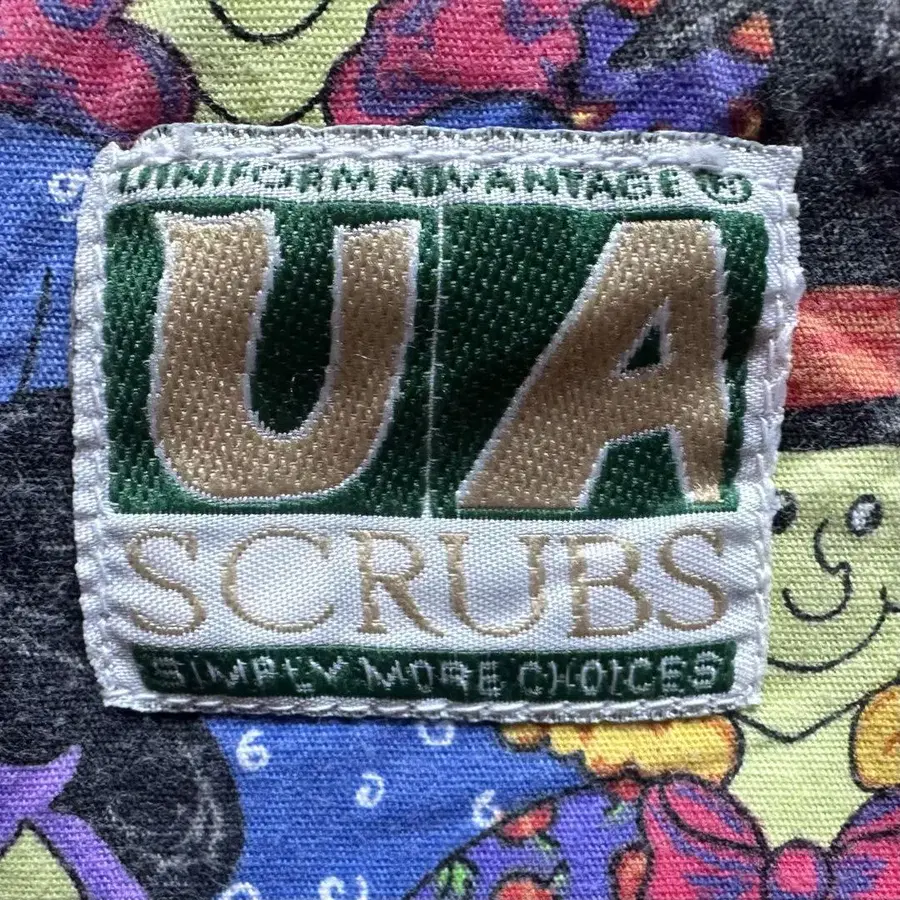 UNIFORM ADVANTAGE ®
UA
SCRUBS
SIMPLY MORE CHOICES